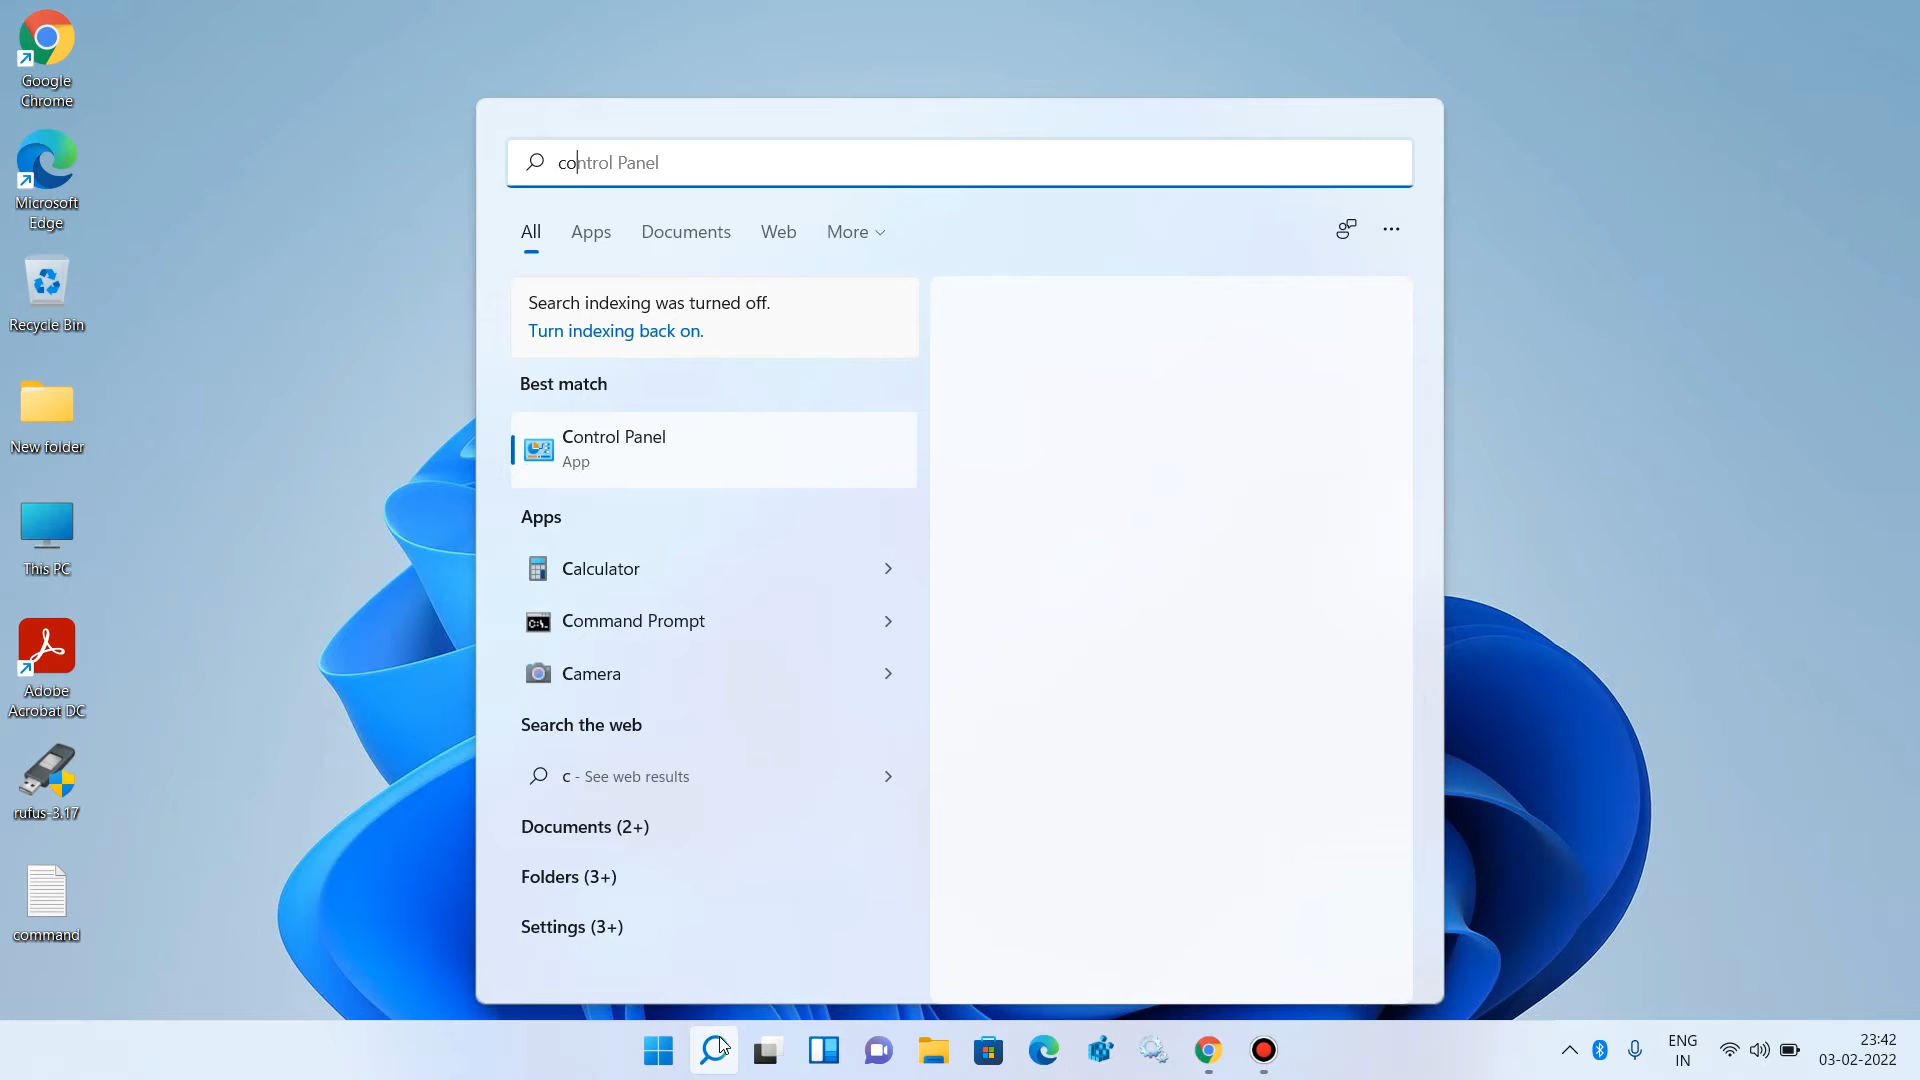 Google
Chrome
Microsoft
Edge
Recycle Bin
New folder
This PC
Adobe
Acrobat DC
rufus-3.17
command
control Panel
All
Apps
Documents
Web
More
Search indexing was turned off.
Turn indexing back on.
Best match
Control Panel
App
Apps
Calculator
Command Prompt
Camera
Search the web
c - See web results
Documents (2+)
Folders (3+)
Settings (3+)
ENG
IN
23:42
03-02-2022